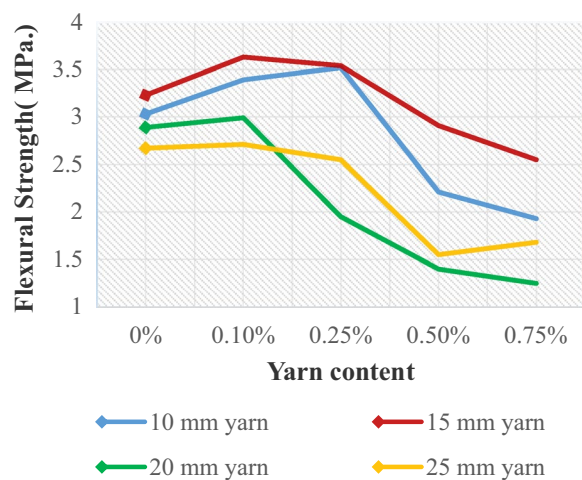 Flexural Strength( MPa.)
4
3.5
3
2.5
2
1.5
1
0% 0.10% 0.25% 0.50% 0.75%
Yarn content
10 mm yarn 15 mm yarn
20 mm yarn 25 mm yarn